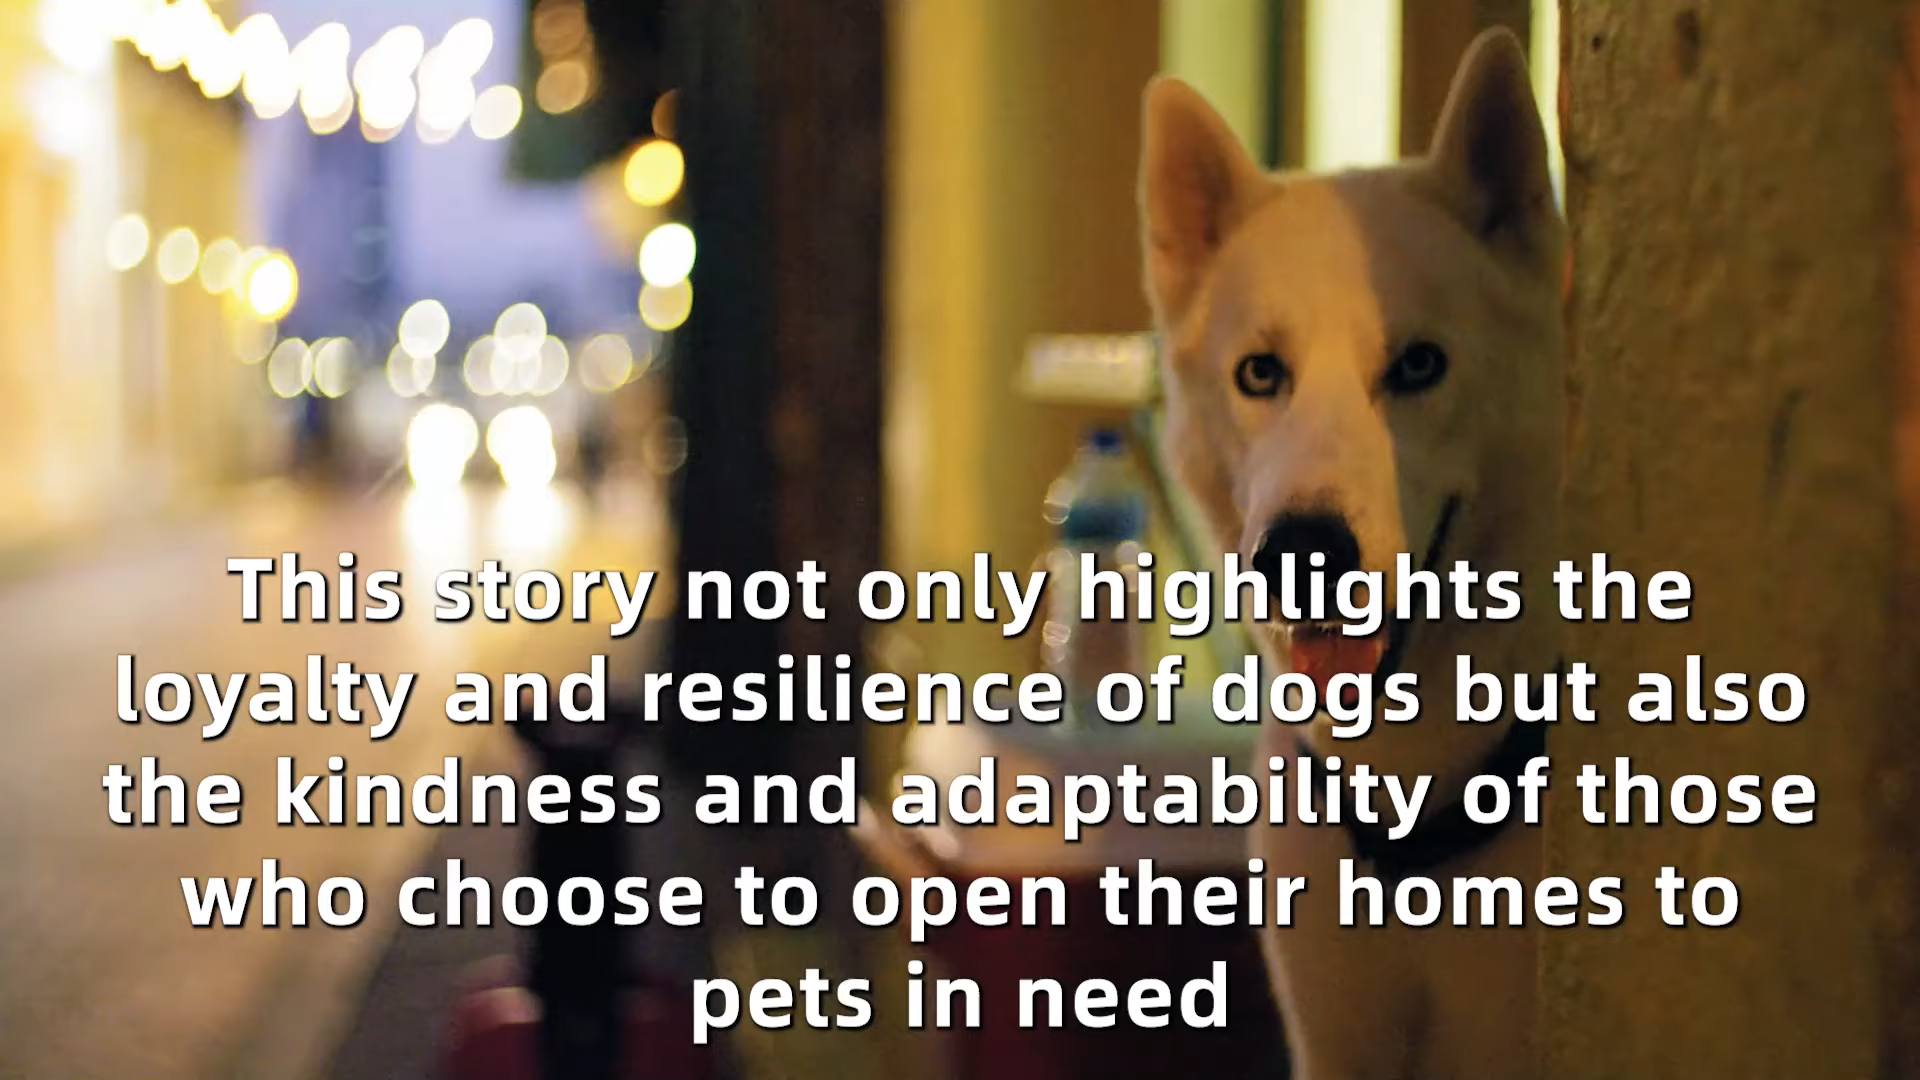 This story not only highlights the
loyalty and resilience of dogs but also
the kindness and adaptability of those
who choose to open their homes to
pets in need